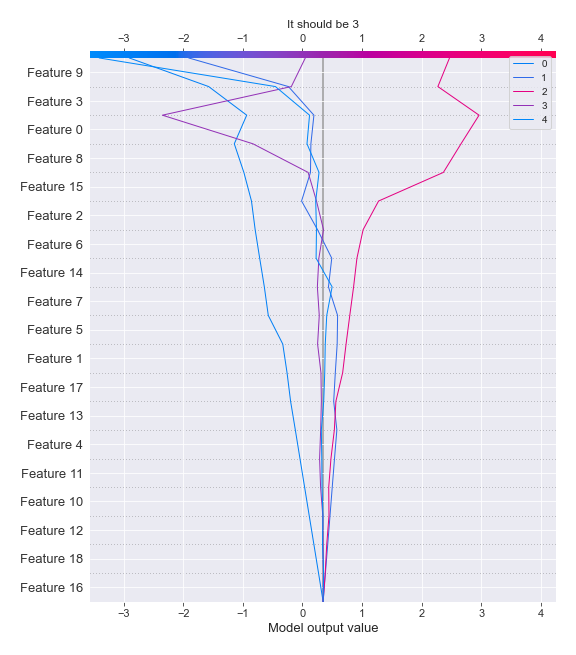 It should be 3
−3 −2 −1 0 1 2 3 4
0
1
2
3
4
Feature 9
Feature 3
Feature 0
Feature 8
Feature 15
Feature 2
Feature 6
Feature 14
Feature 7
Feature 5
Feature 1
Feature 17
Feature 13
Feature 4
Feature 11
Feature 10
Feature 12
Feature 18
Feature 16
−3 −2 −1 0 1 2 3 4
Model output value